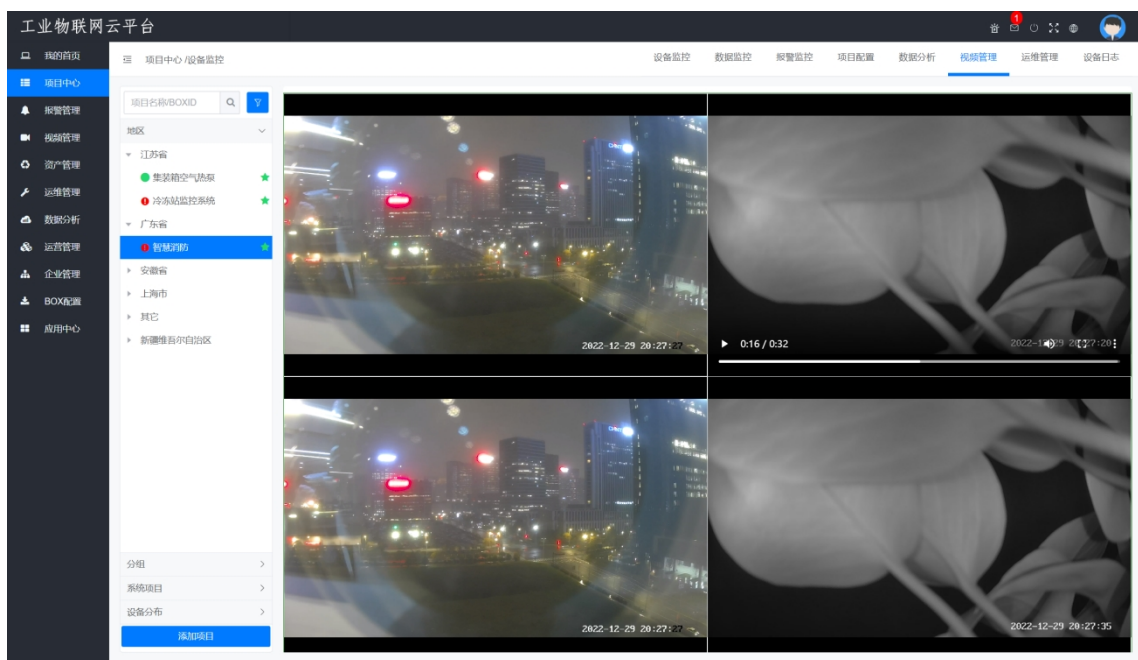 工业物联网云平台
1
我的首页
项目中心
报警管理
视频管理
资产管理
运维管理
数据分析
运营管理
企业管理
BOX配置
应用中心
项目中心 /设备监控
设备监控 数据监控 报警监控 项目配置 数据分析 视频管理 运维管理 设备日志
项目名称/BOXID
地区
江苏省
集装箱空气热泵
冷冻站监控系统
广东省
智慧消防
安徽省
上海市
其它
新疆维吾尔自治区
分组
系统项目
设备分布
添加项目
2022-12-29 20:27:27
0:16 / 0:32
2022-12-29 20:27:20
2022-12-29 20:27:27
2022-12-29 20:27:35